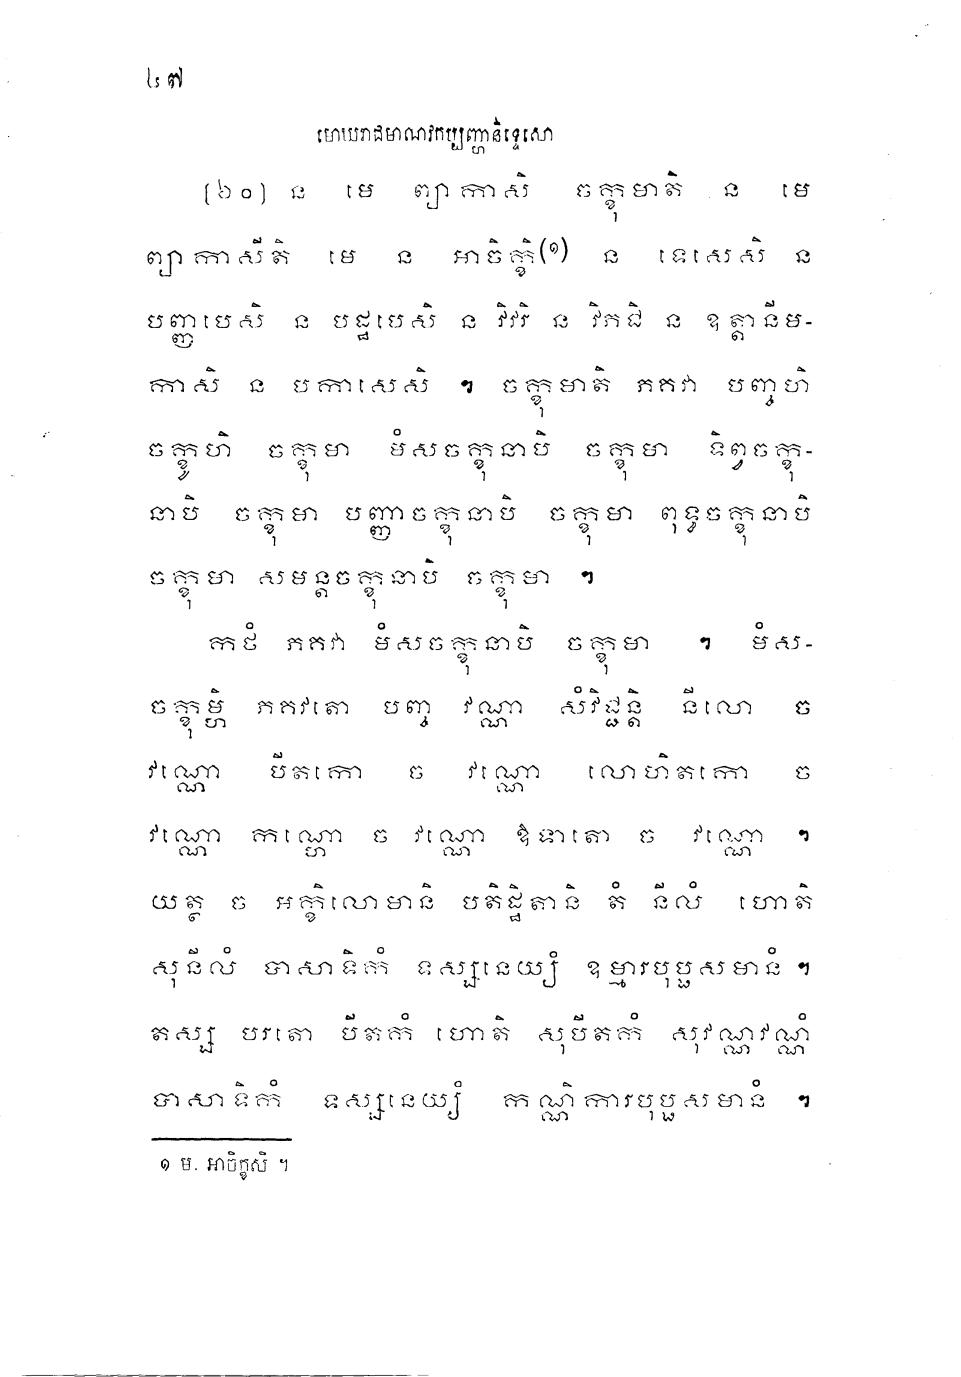 ៤៧
មោឃរាជមាណវកប្បញ្ហានិទ្ទេសោ
[៦០] ន មេ ព្យាកាសិ ចក្ខុមាតិ ន មេ
ព្យាកាសីតិ មេ ន អាចិក្ខិ(១) ន ទេសេសិ ន
បញ្ញាបេសិ ន បដ្ឋបេសិ ន វិវរិ ន វិភជិ ន ឧត្តានីម-
កាសិ ន បកាសេសិ ។ ចក្ខុមាតិ ភគវា បញ្ចហិ
ចក្ខូហិ ចក្ខុមា មំសចក្ខុនាបិ ចក្ខុមា ទិព្វចក្ខុ-
នាបិ ចក្ខុមា បញ្ញាចក្ខុនាបិ ចក្ខុមា ពុទ្ធចក្ខុនាបិ
ចក្ខុមា សមន្តចក្ខុនាបិ ចក្ខុមា ។
កថំ ភគវា មំសចក្ខុនាបិ ចក្ខុមា ។ មំស-
ចក្ខុម្ហិ ភគវតោ បញ្ច វណ្ណា សំវិជ្ជន្តិ នីលោ ច
វណ្ណោ បីតកោ ច វណ្ណោ លោហិតកោ ច
វណ្ណោ កណ្ហោ ច វណ្ណោ ឱទាតោ ច វណ្ណោ ។
យត្ថ ច អក្ខិលោមានិ បតិដ្ឋិតានិ តំ នីលំ ហោតិ
សុនីលំ បាសាទិកំ ទស្សនេយ្យំ ឧម្មារបុប្ផសមានំ ។
តស្ស បរតោ បីតកំ ហោតិ សុបីតកំ សុវណ្ណវណ្ណំ
បាសាទិកំ ទស្សនេយ្យំ កណ្ណិការបុប្ផសមានំ ។
១ ម. អាចិក្ខសិ ។